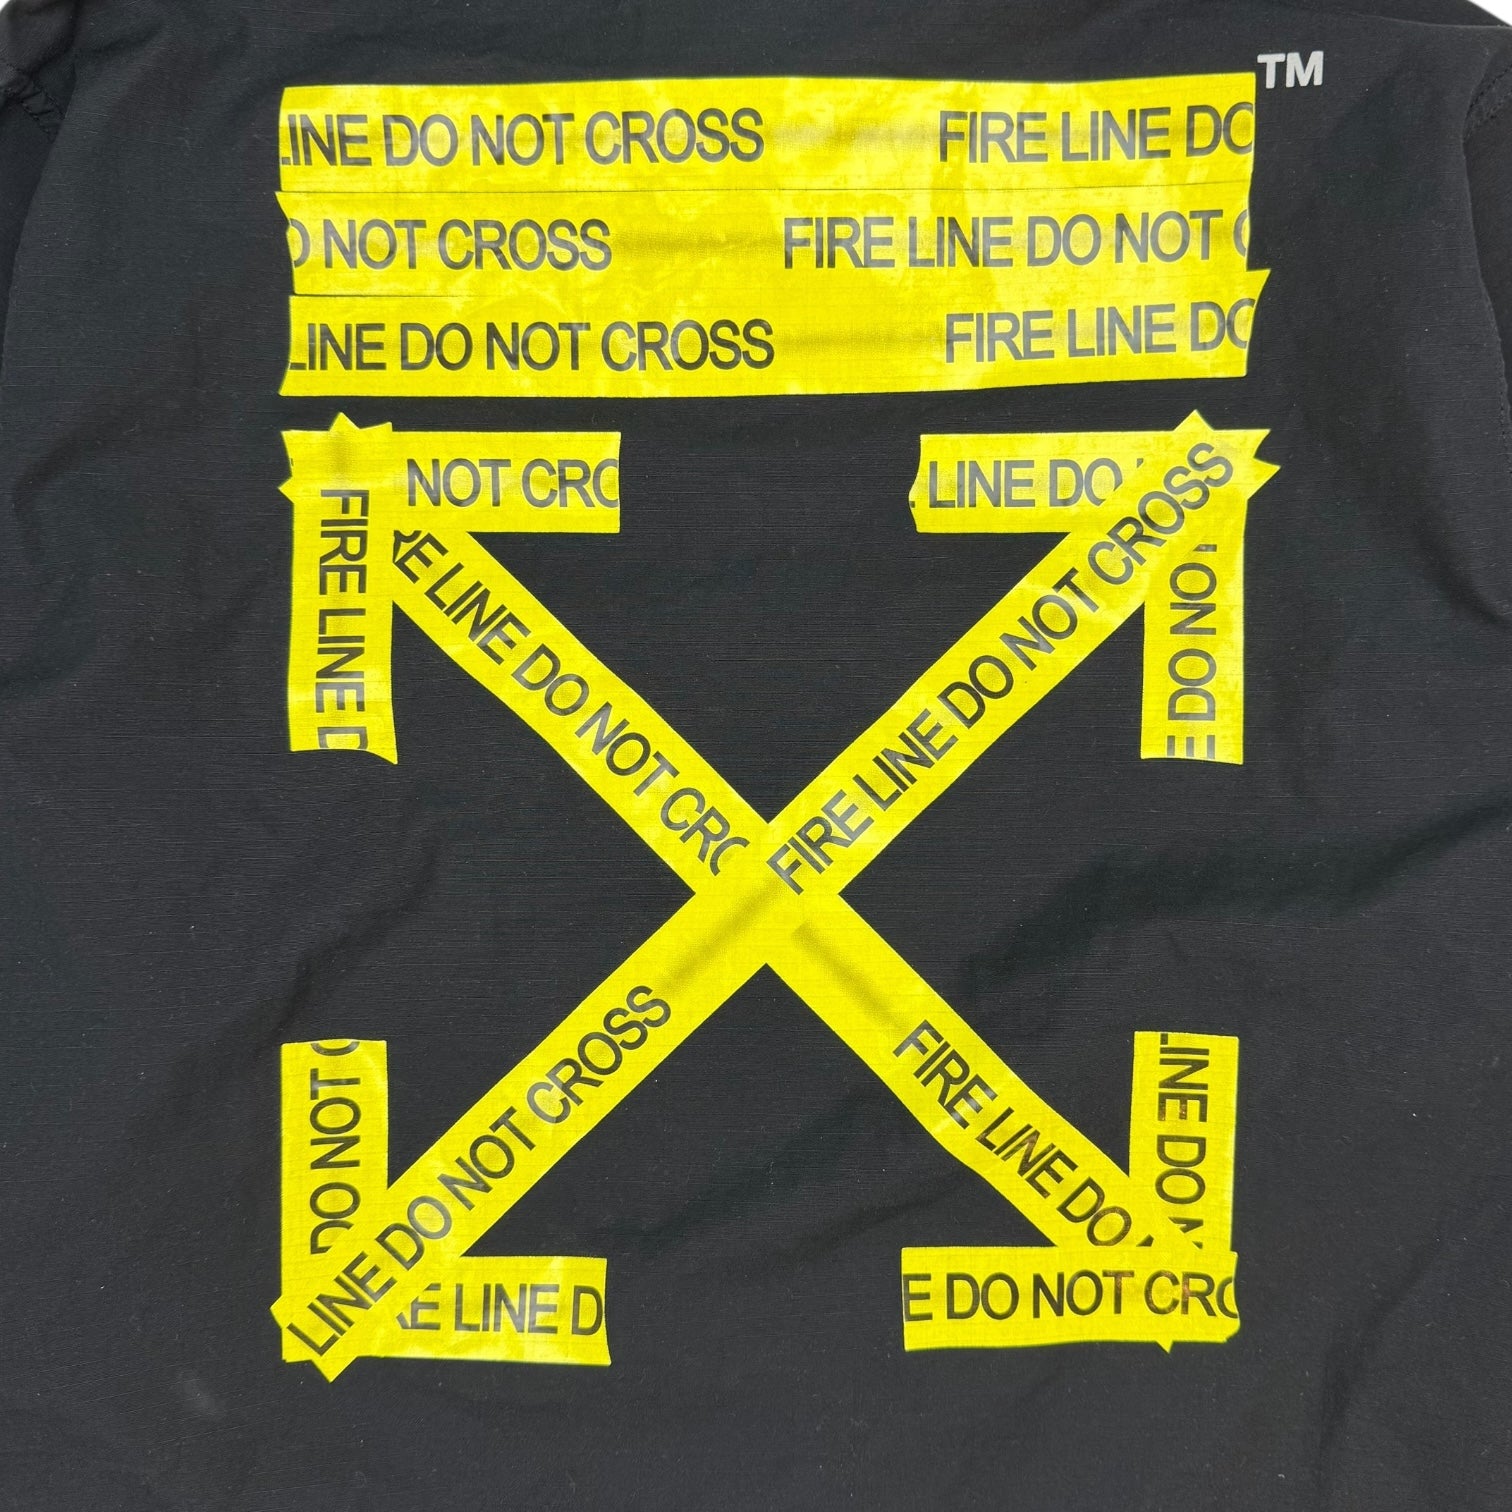 TM
LINE DO NOT CROSS FIRE LINE DO
DO NOT CROSS FIRE LINE DO NOT C
LINE DO NOT CROSS FIRE LINE DO
NOT CRO
LINE DO
FIRE LINE D
RE LINE DO NOT CRO
FIRE LINE DO NOT CROSS
E DO NOT
LINE DO NOT CROSS
FIRE LINE DO
DO NOT
LINE DO N
E LINE D
E DO NOT CRO